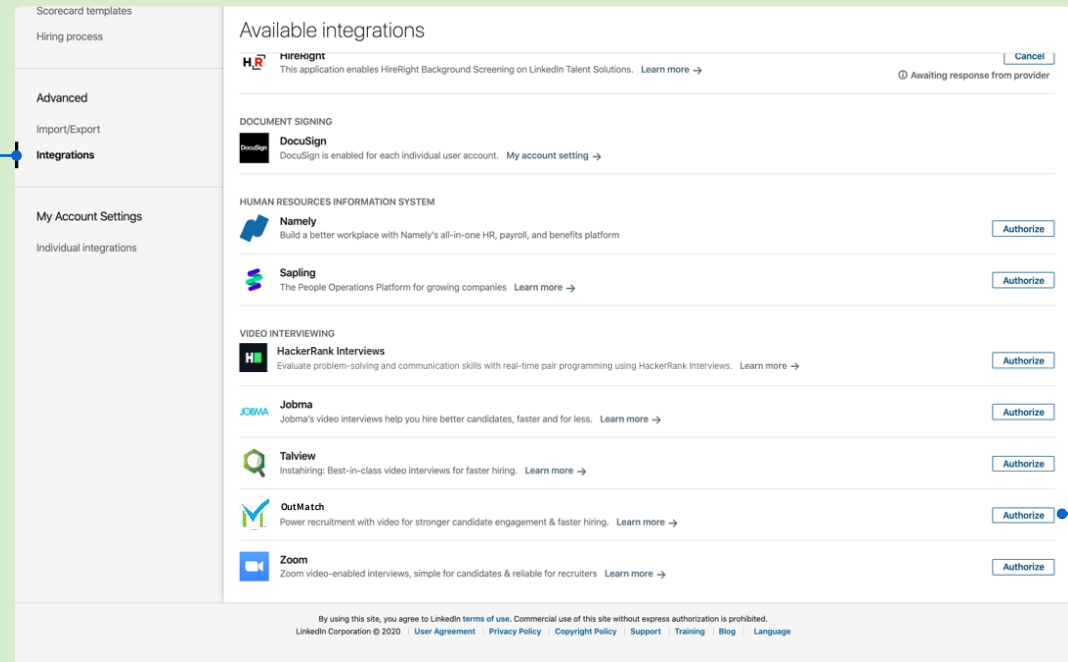 Scorecard templates
Hiring process
Advanced
Import/Export
Integrations
My Account Settings
Individual integrations
Available integrations
HR
HireRight
This application enables HireRight Background Screening on LinkedIn Talent Solutions. Learn more →
Cancel
Awaiting response from provider
DOCUMENT SIGNING
DocuSign
DocuSign
DocuSign is enabled for each individual user account. My account setting →
HUMAN RESOURCES INFORMATION SYSTEM
Namely
Build a better workplace with Namely's all-in-one HR, payroll, and benefits platform
Authorize
Sapling
The People Operations Platform for growing companies Learn more →
Authorize
VIDEO INTERVIEWING
H
HackerRank Interviews
Evaluate problem-solving and communication skills with real-time pair programming using HackerRank Interviews. Learn more →
Authorize
JOBMA
Jobma
Jobma's video interviews help you hire better candidates, faster and for less. Learn more →
Authorize
Talview
Instahiring: Best-in-class video interviews for faster hiring. Learn more →
Authorize
OutMatch
Power recruitment with video for stronger candidate engagement & faster hiring. Learn more →
Authorize
Zoom
Zoom video-enabled interviews, simple for candidates & reliable for recruiters Learn more →
Authorize
By using this site, you agree to LinkedIn terms of use. Commercial use of this site without express authorization is prohibited.
LinkedIn Corporation © 2020 | User Agreement | Privacy Policy | Copyright Policy | Support | Training | Blog | Language